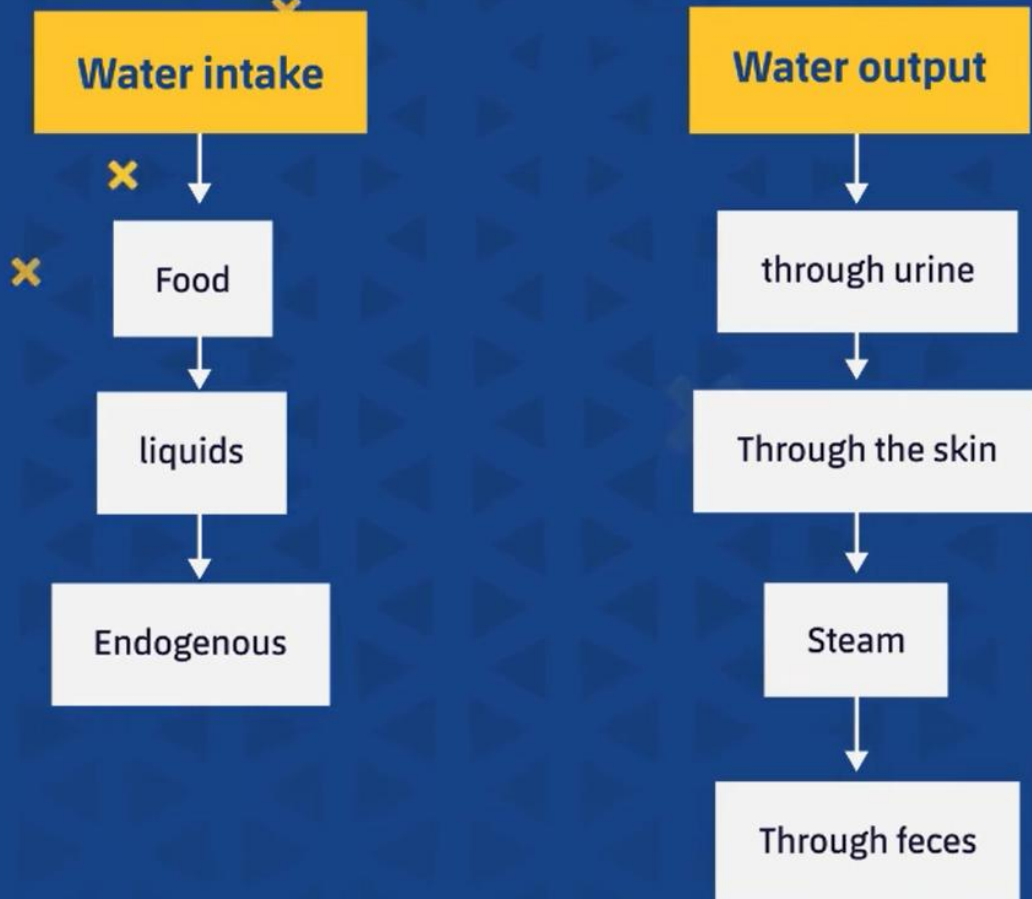 Water intake
Food
liquids
Endogenous
Water output
through urine
Through the skin
Steam
Through feces